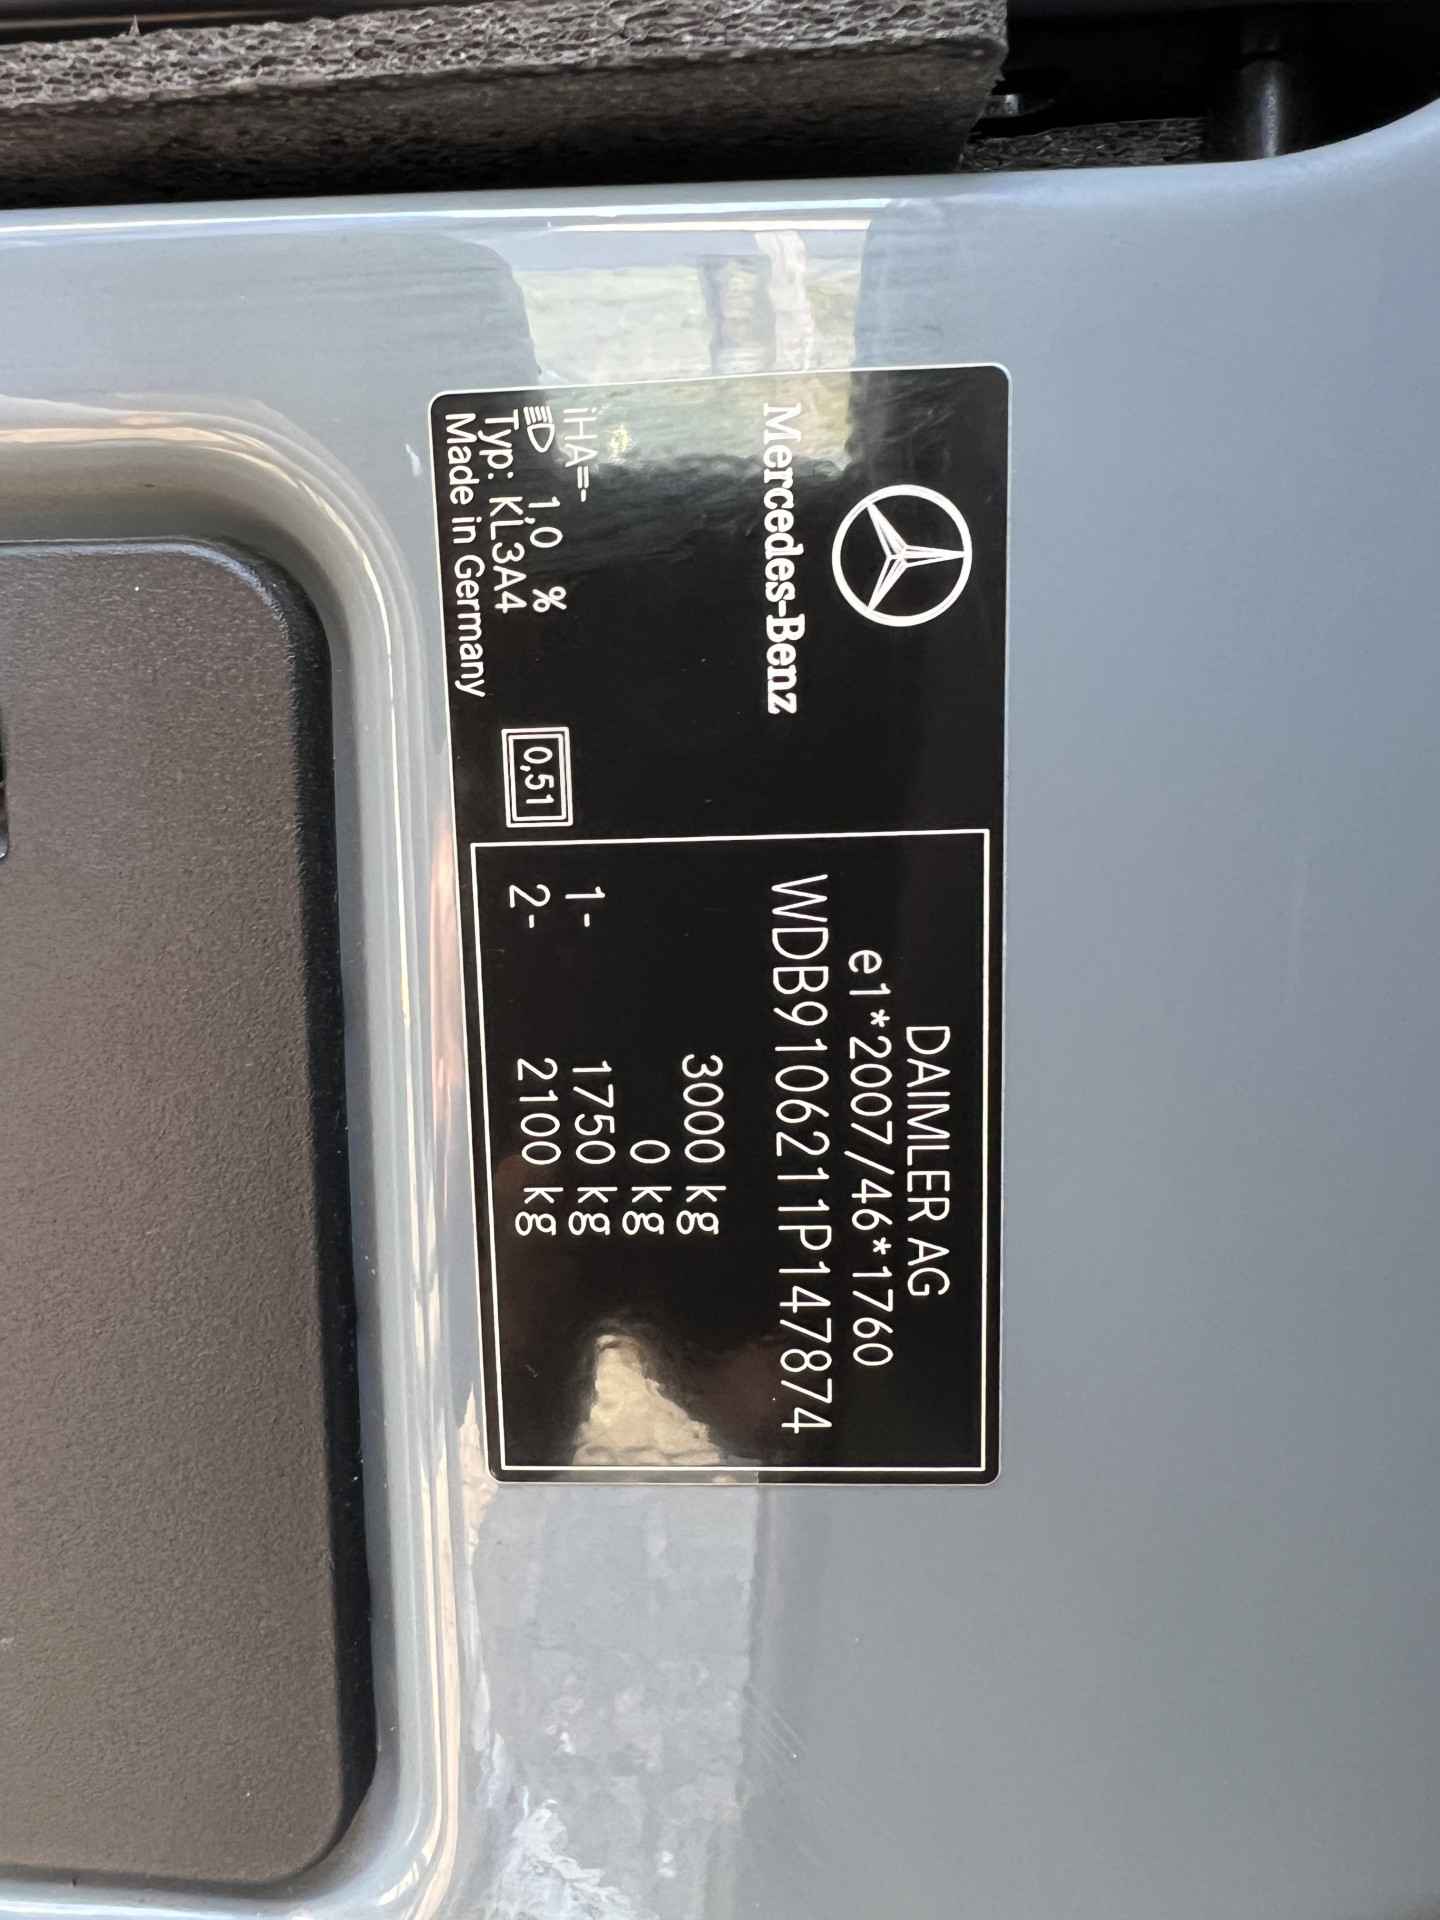 Mercedes-Benz
iHA=-
1,0 %
Typ: KL3A4
Made in Germany
0,51
DAIMLER AG
e1*2007/46*1760
WDB9106211P147874
3000 kg
0 kg
1- 1750 kg
2- 2100 kg